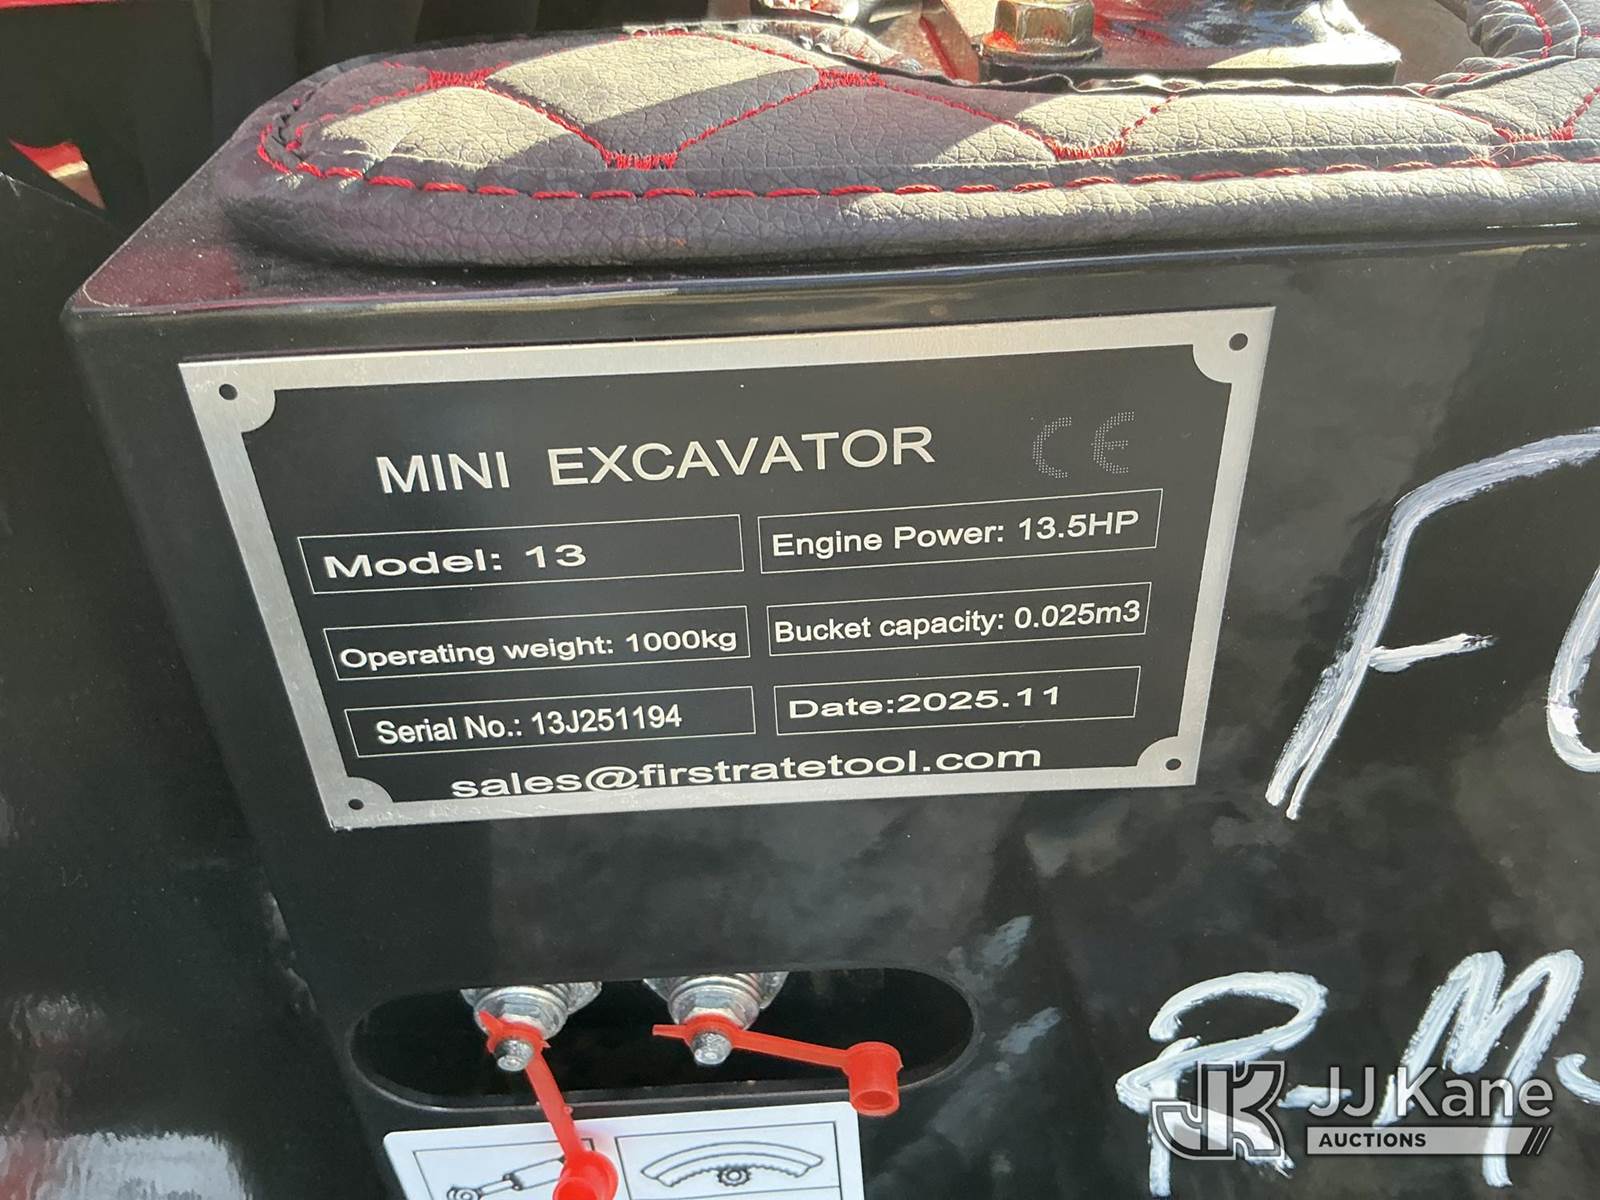 MINI EXCAVATOR CE
Model: 13
Engine Power: 13.5HP
Operating weight: 1000kg
Bucket capacity: 0.025m3
Serial No.: 13J251194
Date:2025.11
sales@firstratetool.com
JK JJ Kane
AUCTIONS